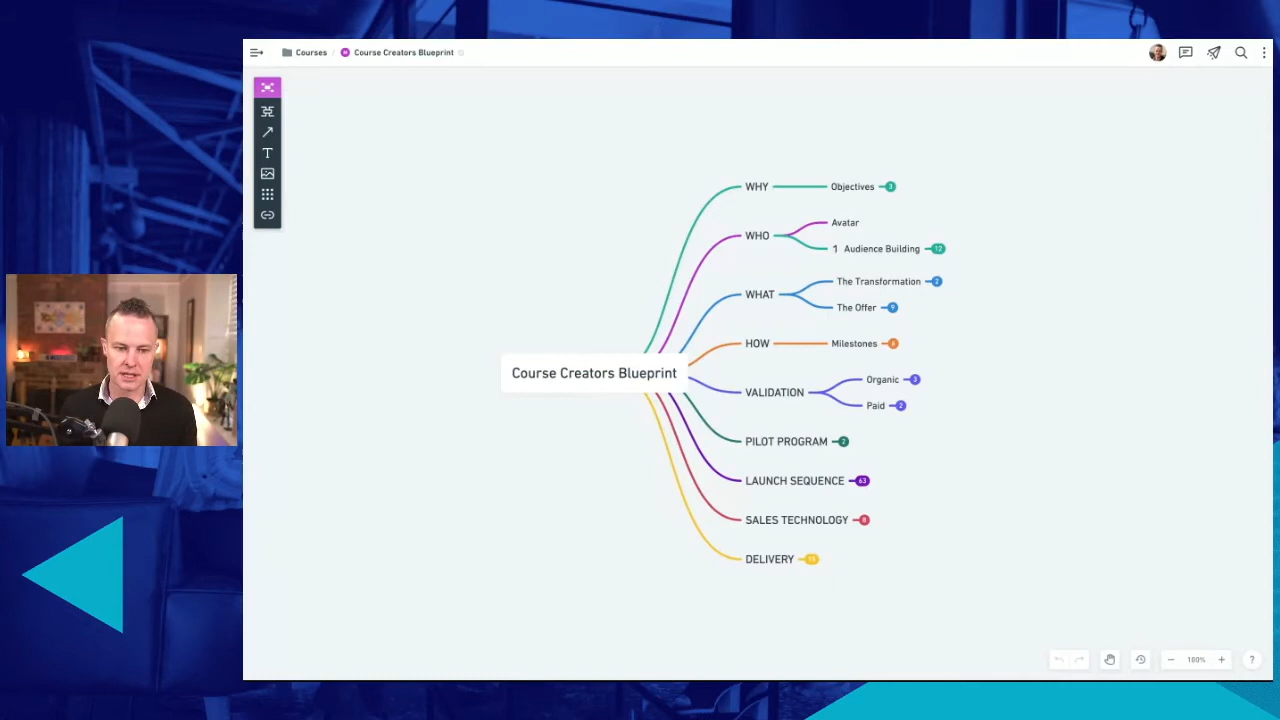 Courses / Course Creators Blueprint
T
WHY
Objectives 3
WHO
Avatar
1 Audience Building 12
WHAT
The Transformation 2
The Offer 9
HOW
Milestones
Course Creators Blueprint
VALIDATION
Organic 3
Paid 2
PILOT PROGRAM 2
LAUNCH SEQUENCE 63
SALES TECHNOLOGY 8
DELIVERY
100%
?